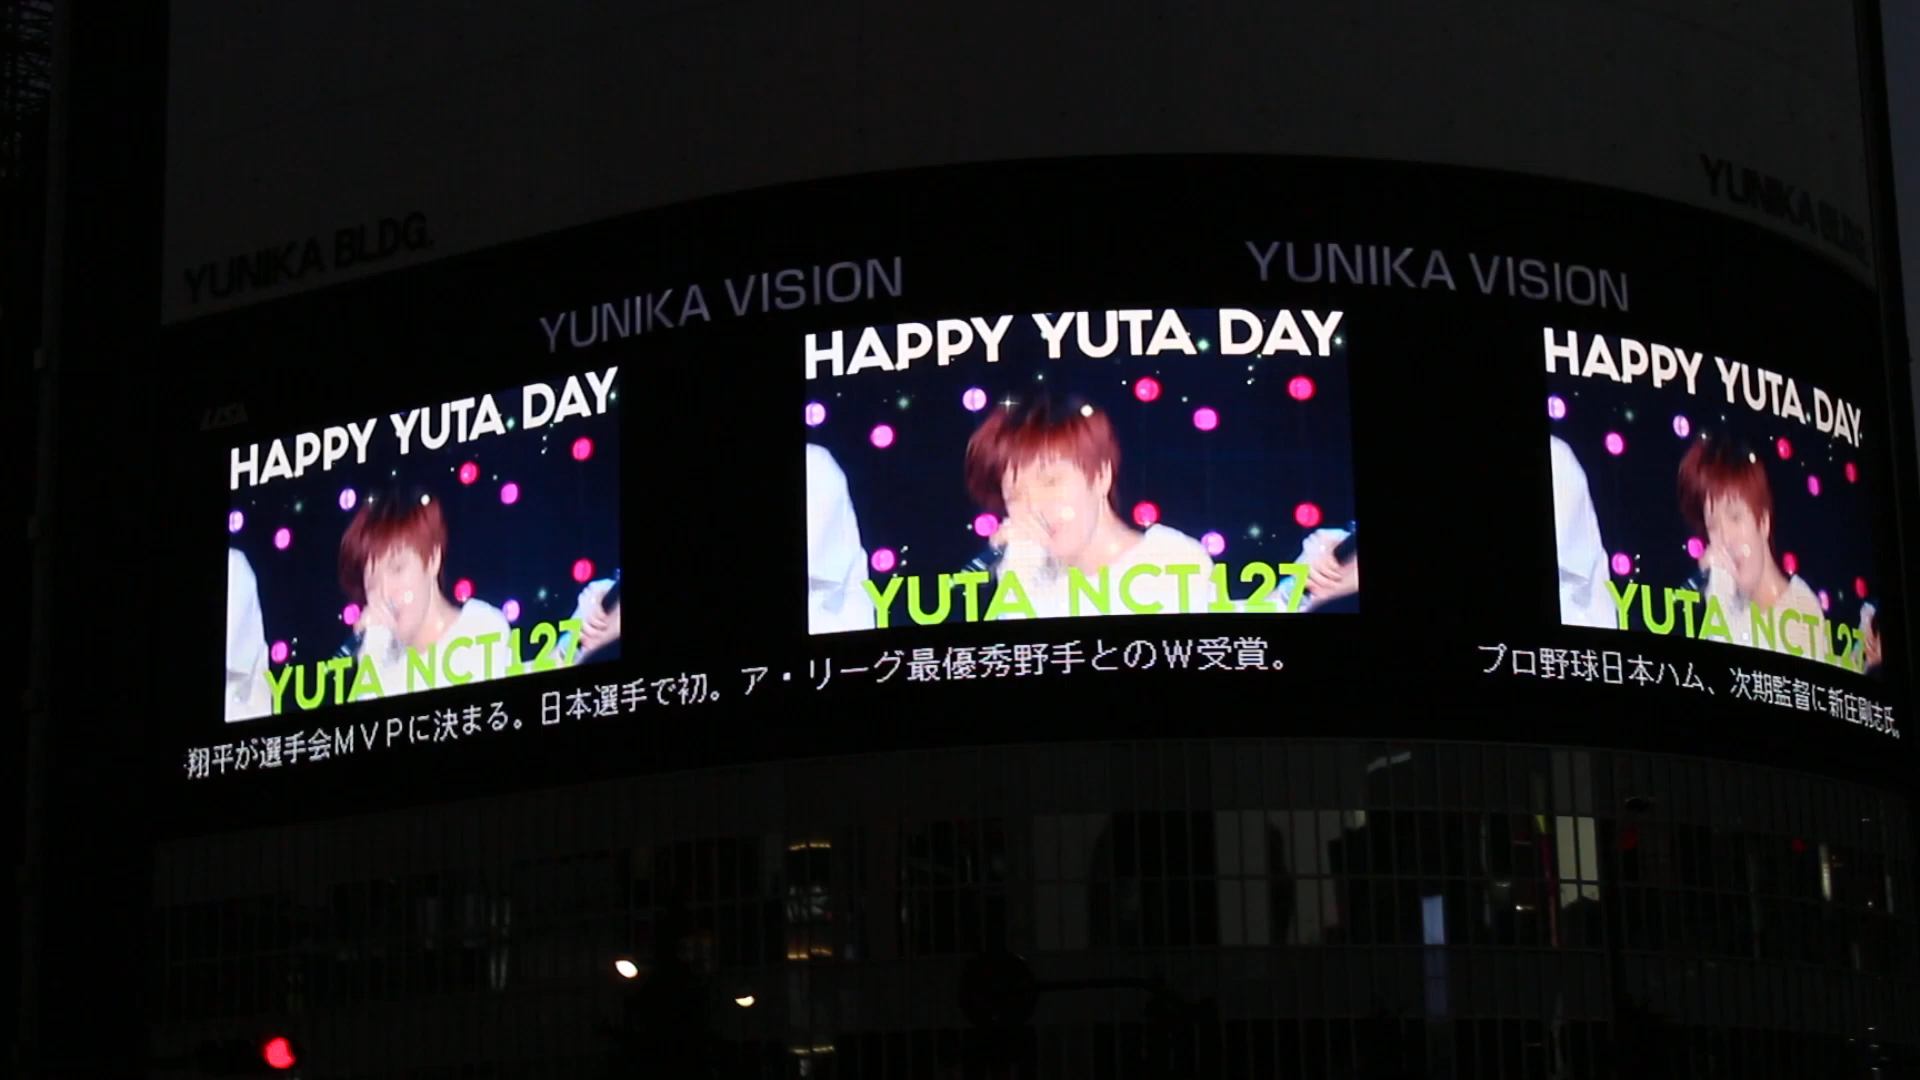 YUNIKA BLDG.
YUNIKA BLDG.
YUNIKA VISION
YUNIKA VISION
HAPPY YUTA DAY
YUTA NCT127
HAPPY YUTA DAY
YUTA NCT127
HAPPY YUTA DAY
YUTA NCT127
翔平が選手会MVPに決まる。日本選手で初。ア・リーグ最優秀野手とのW受賞。
プロ野球日本ハム、次期監督に新庄剛志氏。